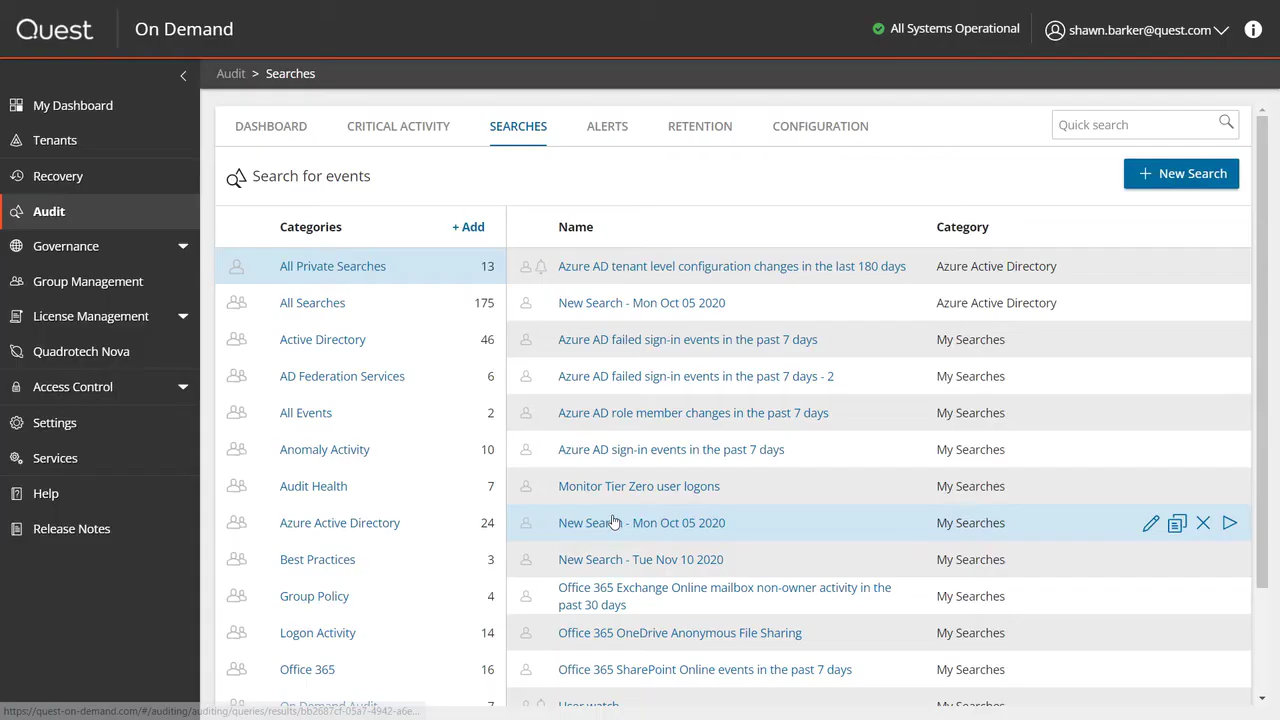 Quest
On Demand
All Systems Operational
shawn.barker@quest.com
Audit > Searches
My Dashboard
Tenants
Recovery
Audit
Governance
Group Management
License Management
Quadrotech Nova
Access Control
Settings
Services
Help
Release Notes
DASHBOARD CRITICAL ACTIVITY SEARCHES ALERTS RETENTION CONFIGURATION
Quick search
Search for events
+ New Search
Categories + Add
All Private Searches 13
All Searches 175
Active Directory 46
AD Federation Services 6
All Events 2
Anomaly Activity 10
Audit Health 7
Azure Active Directory 24
Best Practices 3
Group Policy 4
Logon Activity 14
Office 365 16
On Demand Audit 7
Name Category
Azure AD tenant level configuration changes in the last 180 days Azure Active Directory
New Search - Mon Oct 05 2020 Azure Active Directory
Azure AD failed sign-in events in the past 7 days My Searches
Azure AD failed sign-in events in the past 7 days - 2 My Searches
Azure AD role member changes in the past 7 days My Searches
Azure AD sign-in events in the past 7 days My Searches
Monitor Tier Zero user logons My Searches
New Search - Mon Oct 05 2020 My Searches
New Search - Tue Nov 10 2020 My Searches
Office 365 Exchange Online mailbox non-owner activity in the
past 30 days My Searches
Office 365 OneDrive Anonymous File Sharing My Searches
Office 365 SharePoint Online events in the past 7 days My Searches
User watch
https://quest-on-demand.com/#/auditing/auditing/queries/results/bb2687cf-05a7-4942-a6e...